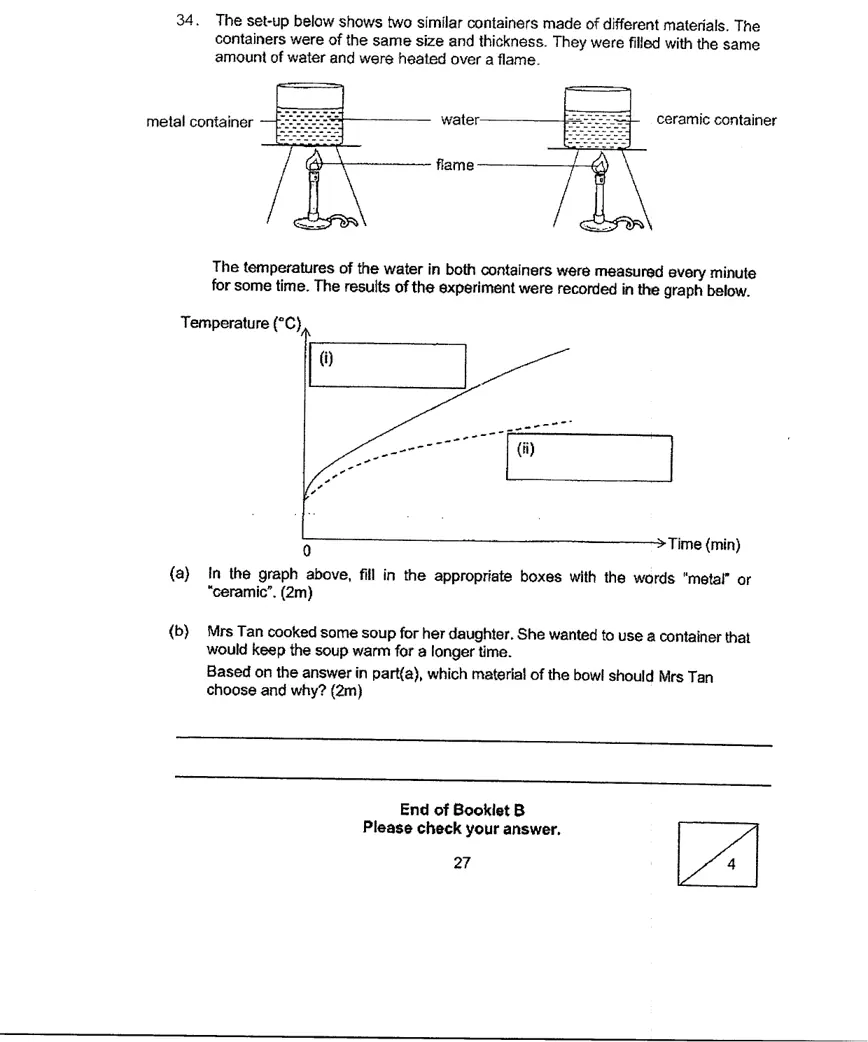 34. The set-up below shows two similar containers made of different materials. The
containers were of the same size and thickness. They were filled with the same
amount of water and were heated over a flame.
metal container
water
ceramic container
flame
The temperatures of the water in both containers were measured every minute
for some time. The results of the experiment were recorded in the graph below.
Temperature (°C)
(i)
(ii)
0
Time (min)
(a) In the graph above, fill in the appropriate boxes with the words "metal" or
"ceramic". (2m)
(b) Mrs Tan cooked some soup for her daughter. She wanted to use a container that
would keep the soup warm for a longer time.
Based on the answer in part(a), which material of the bowl should Mrs Tan
choose and why? (2m)
End of Booklet B
Please check your answer.
27
4